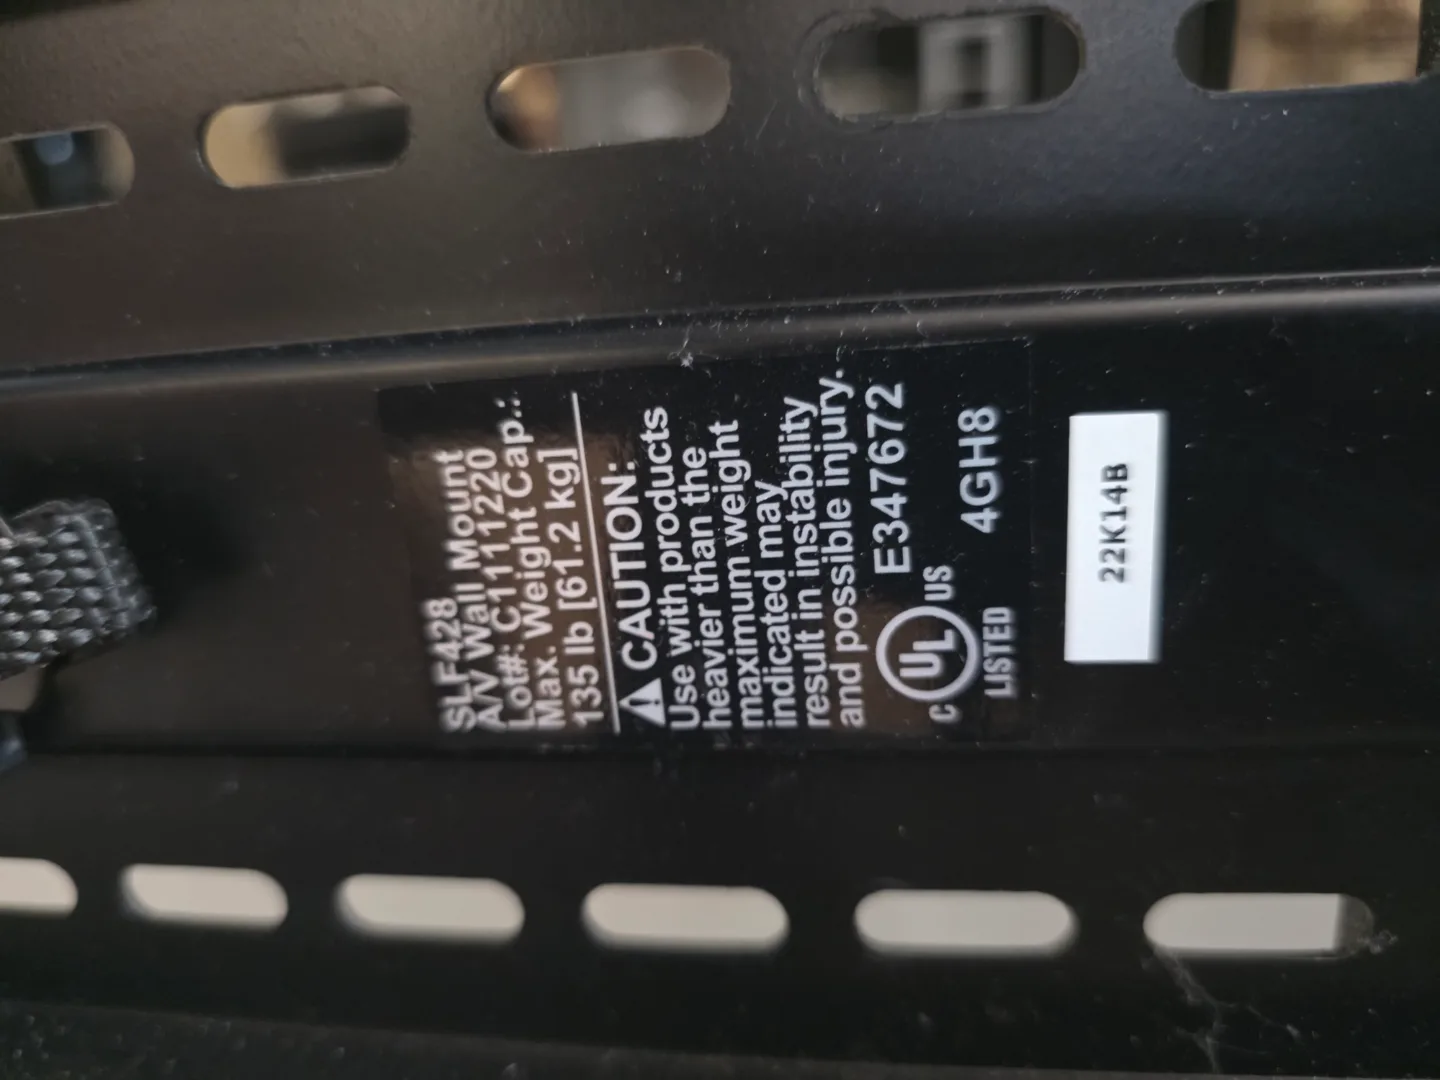 SLF428
A/V Wall Mount
Lot#: C1111220
Max. Weight Cap.:
135 lb [61.2 kg]
⚠ CAUTION:
Use with products
heavier than the
maximum weight
indicated may
result in instability
and possible injury.
E347672
C UL US
LISTED
4GH8
22K14B